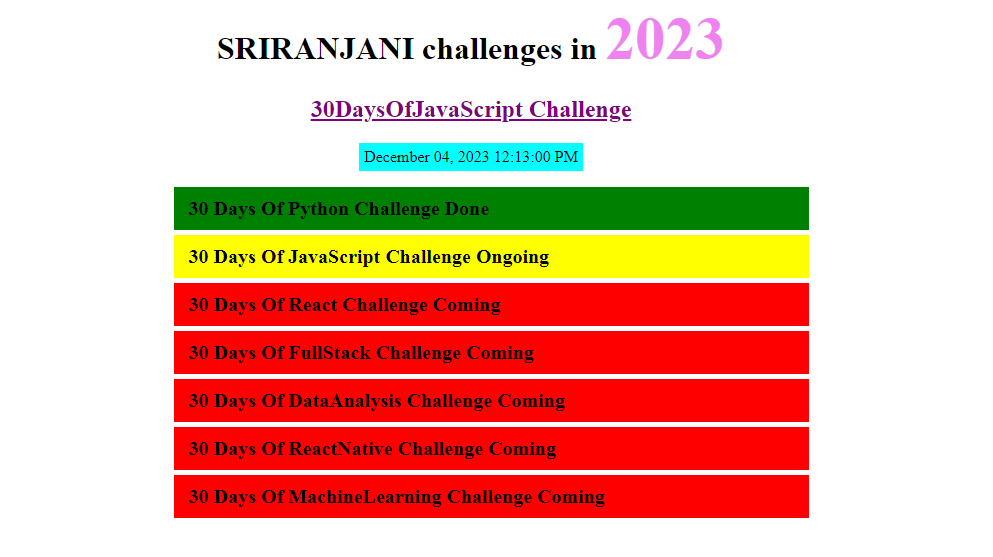 SRIRANJANI challenges in 2023
30DaysOfJavaScript Challenge
December 04, 2023 12:13:00 PM
30 Days Of Python Challenge Done
30 Days Of JavaScript Challenge Ongoing
30 Days Of React Challenge Coming
30 Days Of FullStack Challenge Coming
30 Days Of DataAnalysis Challenge Coming
30 Days Of ReactNative Challenge Coming
30 Days Of MachineLearning Challenge Coming